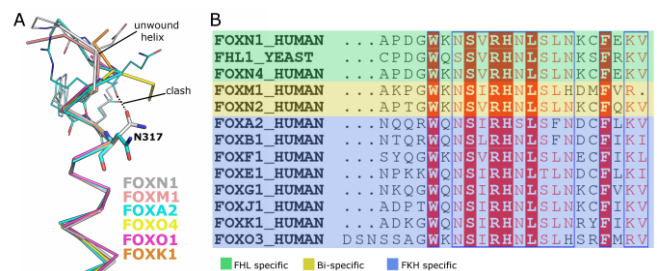 A
unwound
helix
clash
N317
FOXN1
FOXM1
FOXA2
FOXO4
FOXO1
FOXK1
B
FOXN1_HUMAN ...APDGWKNSVRHNLSLNKCFEKV
FHL1_YEAST ...CPDGWQSSVRHNLSLNKSFRKV
FOXN4_HUMAN ...APDGWKNSVRHNLSLNKCFEKV
FOXM1_HUMAN ...AKPGWKNSIRHNLSLHDMFVR.
FOXN2_HUMAN ...APTGWKNSVRHNLSLNKCFQKV
FOXA2_HUMAN ...NQQRWQNSIRHNLSFNDCFLKV
FOXB1_HUMAN ...NTQRWQNSLRHNLSFNDCFIKI
FOXF1_HUMAN ...SYQGWKNSVRHNLSLNECFIKL
FOXE1_HUMAN ...NPKKWQNSIRHNLTLNDCFLKI
FOXG1_HUMAN ...NKQGWQNSIRHNLSLNKCFVKV
FOXJ1_HUMAN ...ADPTWQNSIRHNLSLNKCFIKV
FOXK1_HUMAN ...ADKGWQNSIRHNLSLNRYFIKV
FOXO3_HUMAN DSNSSAGWKNSIRHNLSLHSRFMRV
FHL specific Bi-specific FKH specific